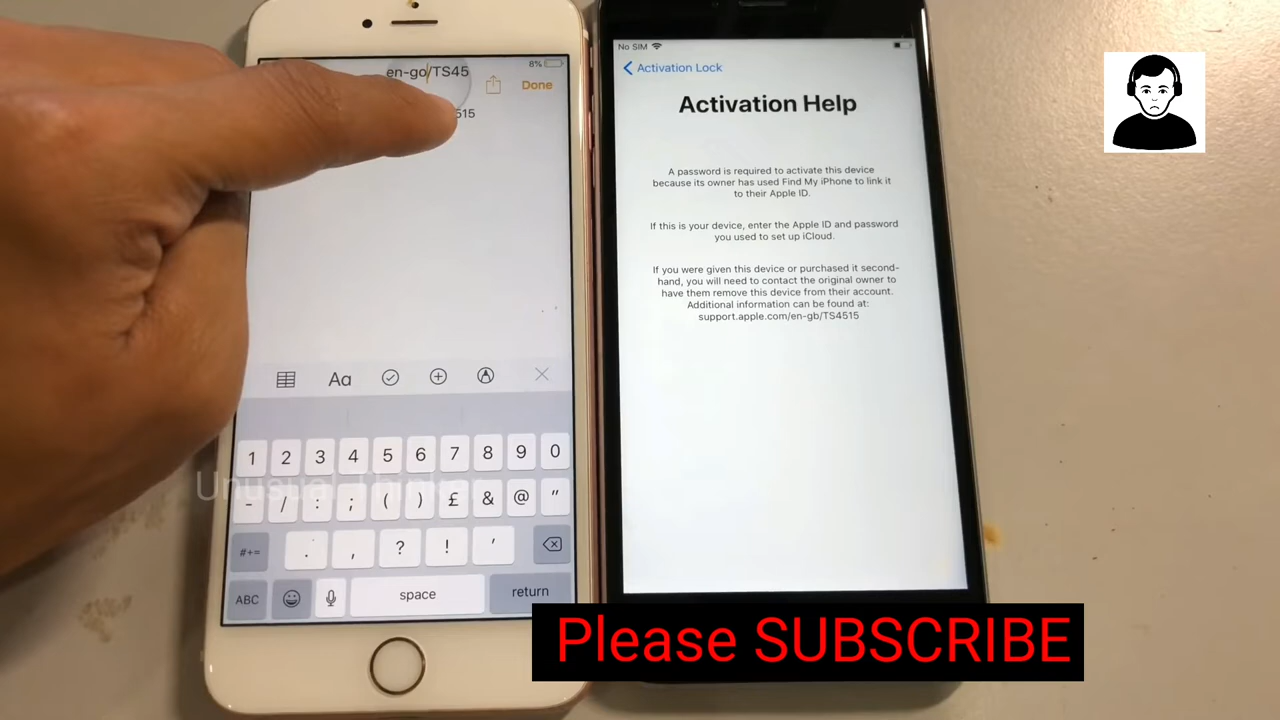 en-go/TS45
515
8%
Done
Aa
1 2 3 4 5 6 7 8 9 0
- / : ; ( ) £ & @ "
#+= . , ? ! '
ABC space return
Unusual Thinker
No SIM
Activation Lock
Activation Help
A password is required to activate this device
because its owner has used Find My iPhone to link it
to their Apple ID.
If this is your device, enter the Apple ID and password
you used to set up iCloud.
If you were given this device or purchased it second-
hand, you will need to contact the original owner to
have them remove this device from their account.
Additional information can be found at:
support.apple.com/en-gb/TS4515
Please SUBSCRIBE